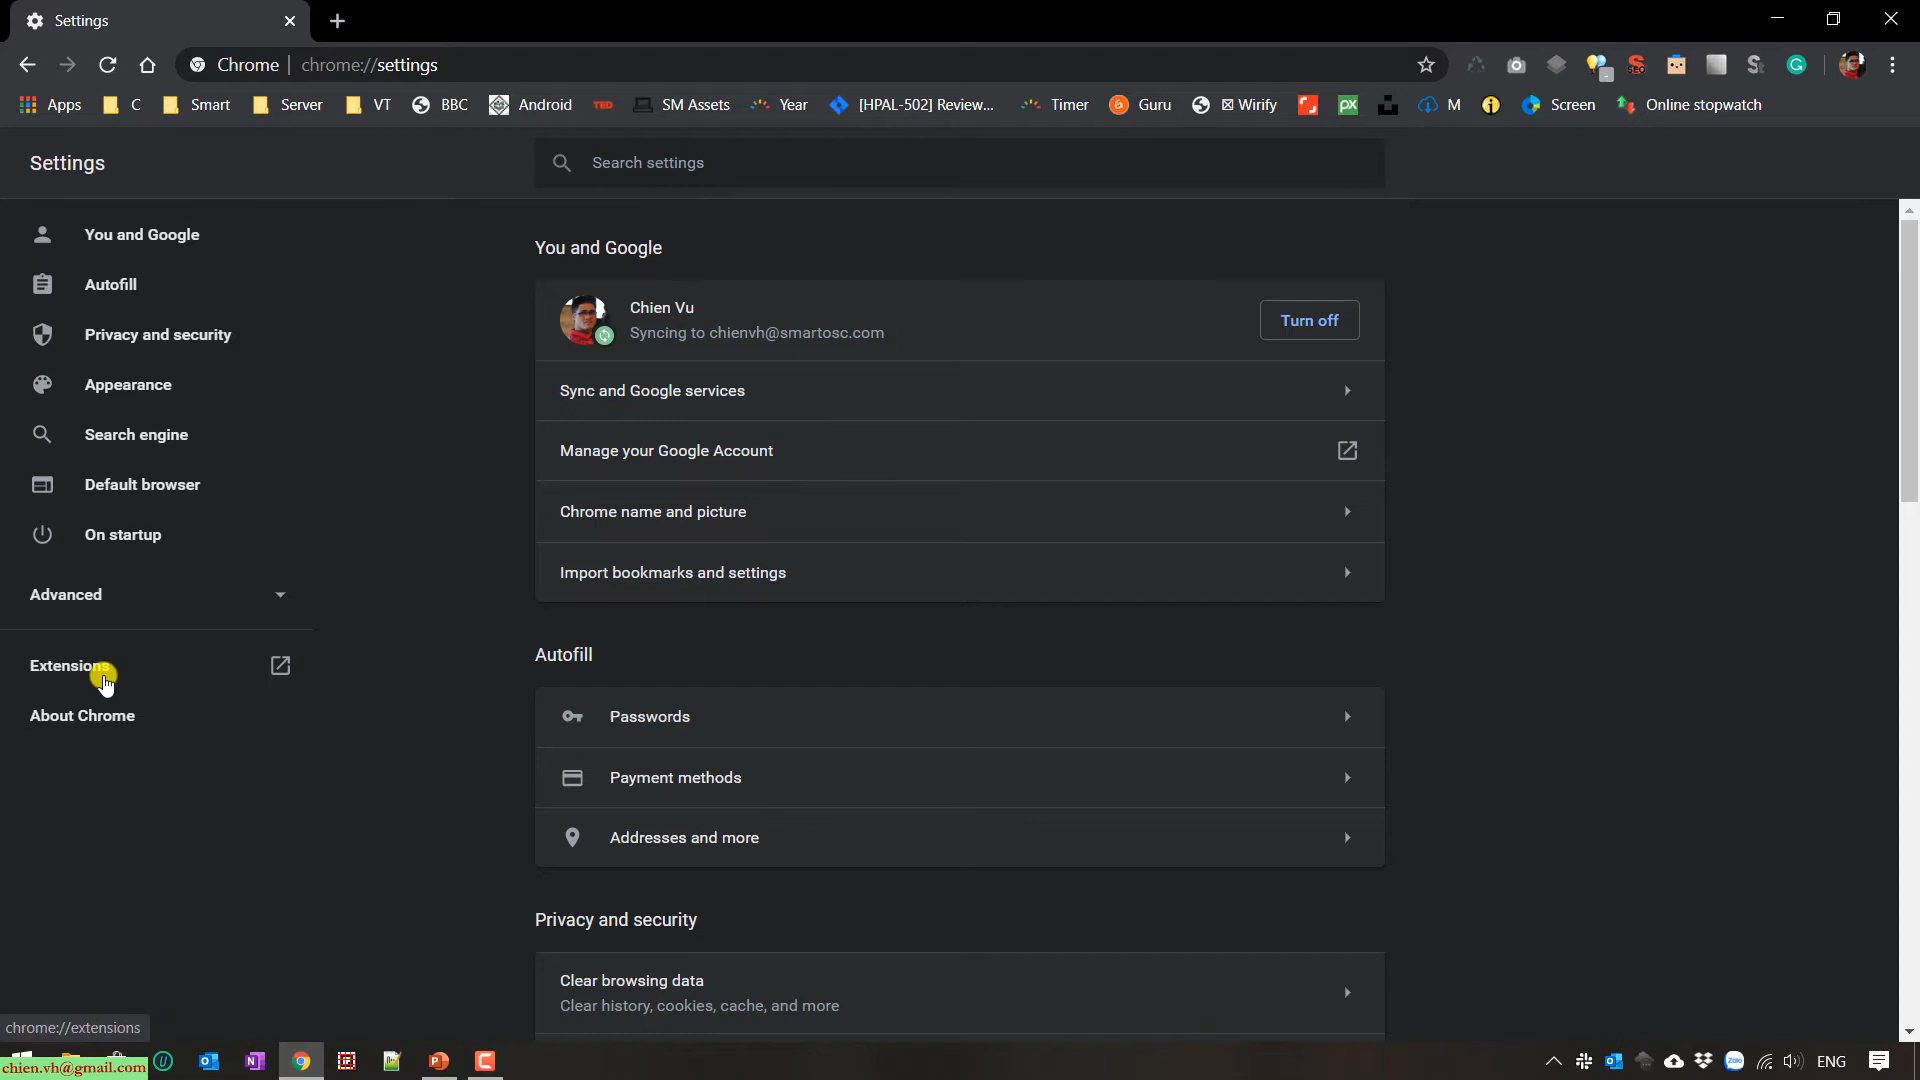 Settings
Chrome | chrome://settings
SEO
Apps C Smart Server VT BBC Android TED SM Assets Year [HPAL-502] Review... Timer Guru Wirify px M Screen Online stopwatch
Settings
Search settings
You and Google
Autofill
Privacy and security
Appearance
Search engine
Default browser
On startup
Advanced
Extensions
About Chrome
You and Google
Chien Vu
Syncing to chienvh@smartosc.com
Turn off
Sync and Google services
Manage your Google Account
Chrome name and picture
Import bookmarks and settings
Autofill
Passwords
Payment methods
Addresses and more
Privacy and security
Clear browsing data
Clear history, cookies, cache, and more
chrome://extensions
chien.vh@gmail.com
Zalo
ENG